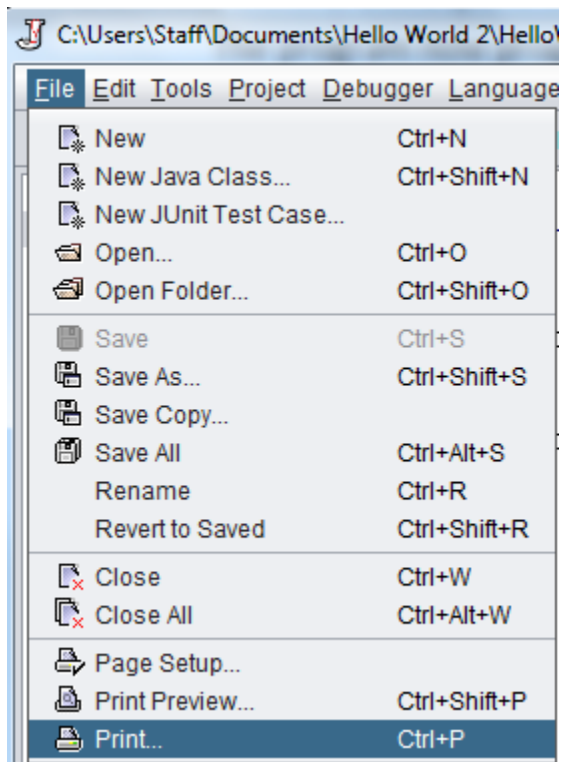 C:\Users\Staff\Documents\Hello World 2\Hello
File Edit Tools Project Debugger Language
New Ctrl+N
New Java Class... Ctrl+Shift+N
New JUnit Test Case...
Open... Ctrl+O
Open Folder... Ctrl+Shift+O
Save Ctrl+S
Save As... Ctrl+Shift+S
Save Copy...
Save All Ctrl+Alt+S
Rename Ctrl+R
Revert to Saved Ctrl+Shift+R
Close Ctrl+W
Close All Ctrl+Alt+W
Page Setup...
Print Preview... Ctrl+Shift+P
Print... Ctrl+P